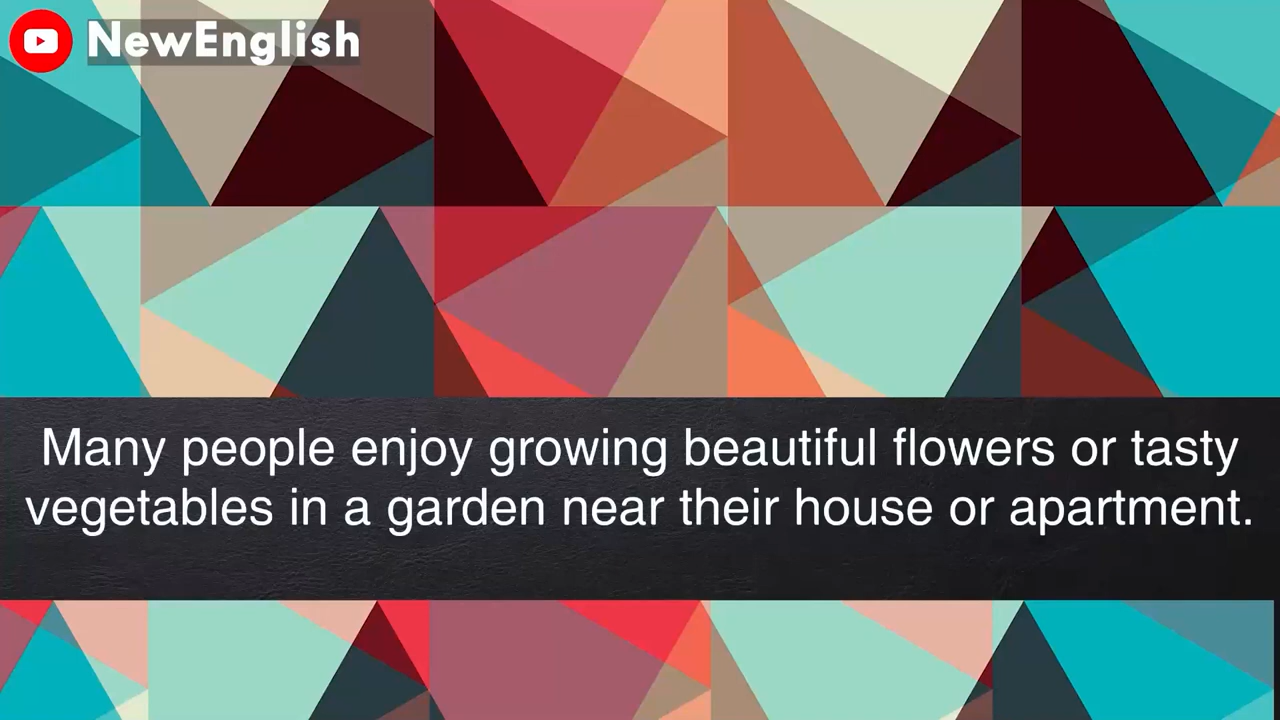 NewEnglish
Many people enjoy growing beautiful flowers or tasty
vegetables in a garden near their house or apartment.